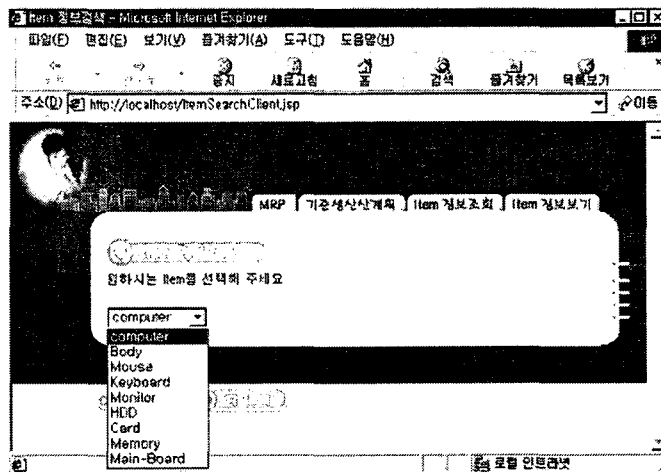 Item 정보검색 - Microsoft Internet Explorer
파일(F) 편집(E) 보기(V) 즐겨찾기(A) 도구(T) 도움말(H)
중지 새로고침 홈 검색 즐겨찾기 목록보기
주소(D) http://localhost/ItemSearchClient.jsp 이동
MRP 기준생산계획 Item 정보조회 Item 정보보기
원하시는 Item을 선택해 주세요
computer
computer
Body
Mouse
Keyboard
Monitor
HDD
Card
Memory
Main-Board
로컬 인트라넷